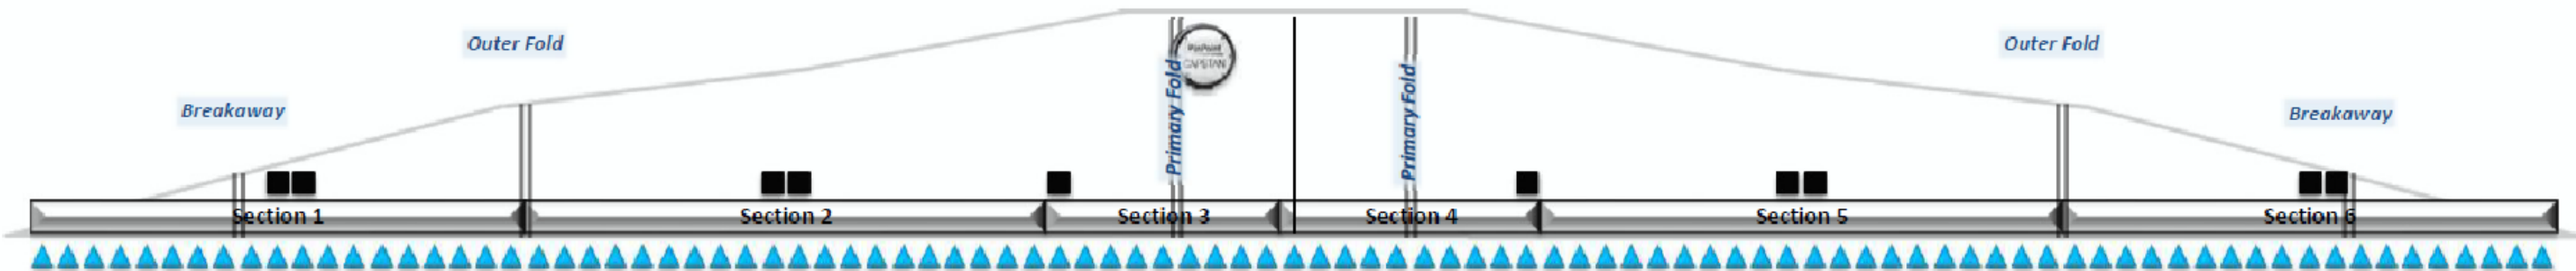 Outer Fold
Outer Fold
Breakaway
Primary Fold
CAPSTAN
Primary Fold
Breakaway
Section 1
Section 2
Section 3
Section 4
Section 5
Section 6